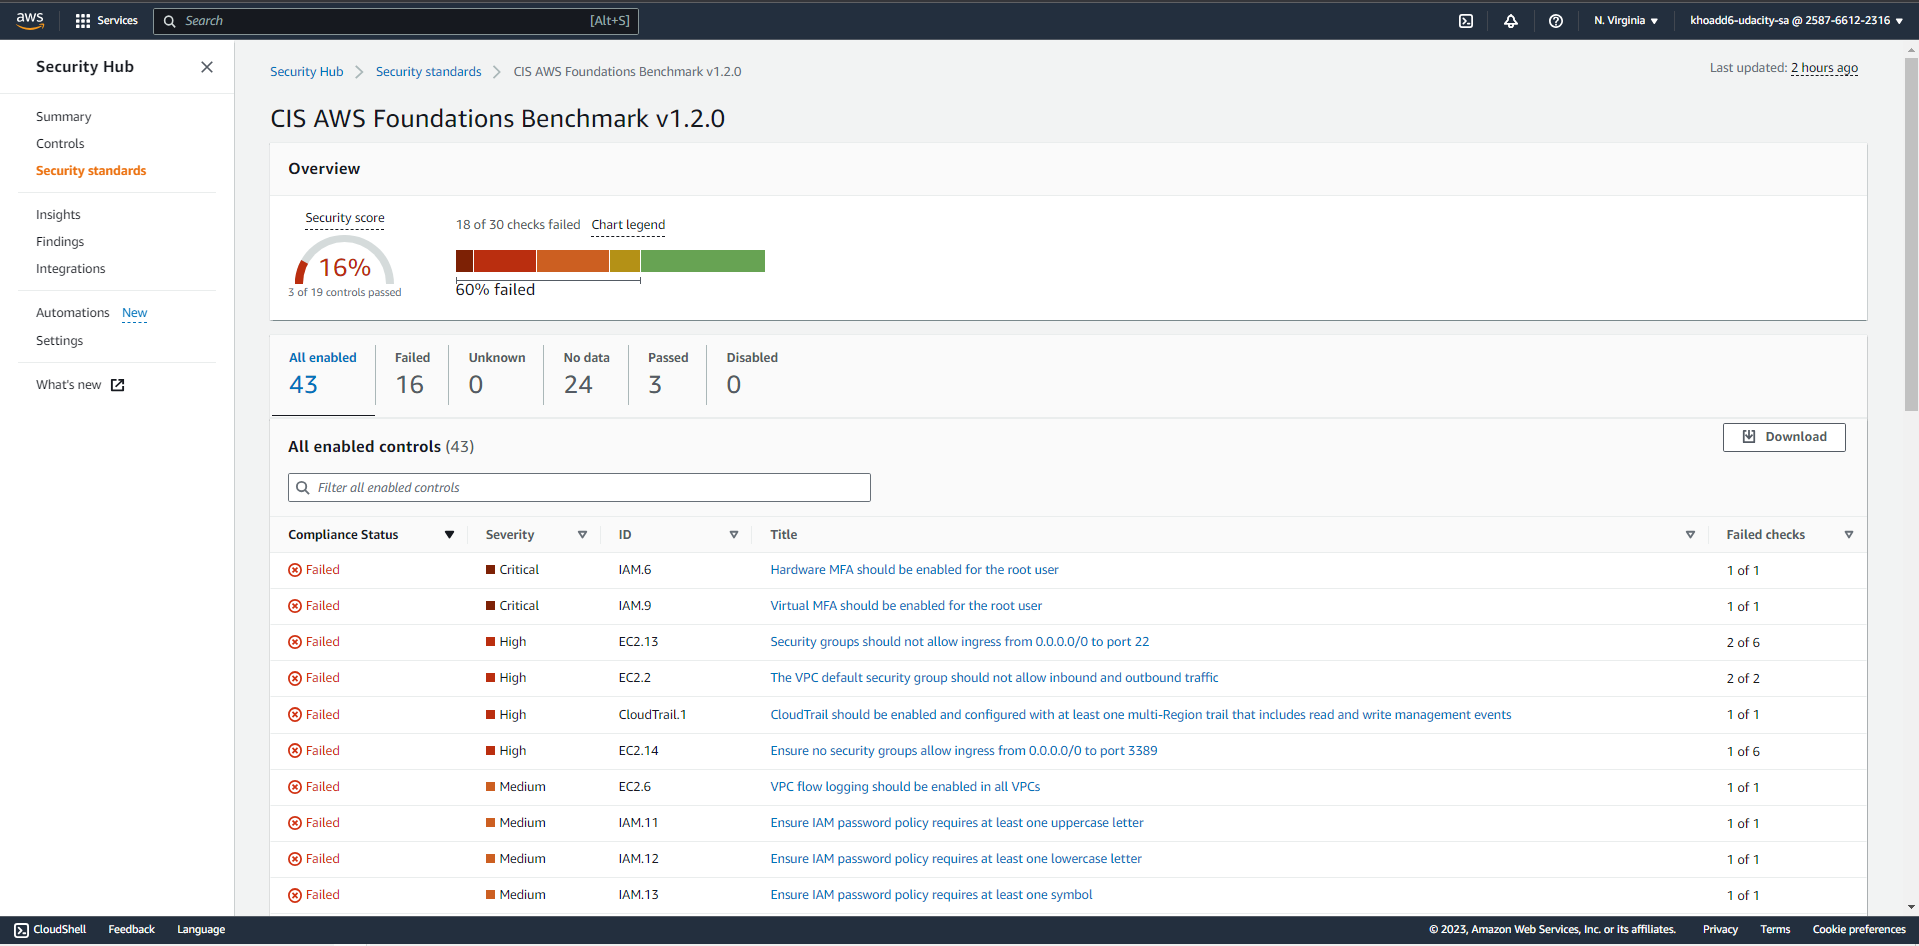 aws Services Search [Alt+S] N. Virginia khoadd6-udacity-sa @ 2587-6612-2316
Security Hub
Summary
Controls
Security standards
Insights
Findings
Integrations
Automations New
Settings
What's new
Security Hub Security standards CIS AWS Foundations Benchmark v1.2.0
Last updated: 2 hours ago
CIS AWS Foundations Benchmark v1.2.0
Overview
Security score
16%
3 of 19 controls passed
18 of 30 checks failed Chart legend
60% failed
All enabled Failed Unknown No data Passed Disabled
43 16 0 24 3 0
All enabled controls (43)
Download
Filter all enabled controls
Compliance Status Severity ID Title Failed checks
Failed Critical IAM.6 Hardware MFA should be enabled for the root user 1 of 1
Failed Critical IAM.9 Virtual MFA should be enabled for the root user 1 of 1
Failed High EC2.13 Security groups should not allow ingress from 0.0.0.0/0 to port 22 2 of 6
Failed High EC2.2 The VPC default security group should not allow inbound and outbound traffic 2 of 2
Failed High CloudTrail.1 CloudTrail should be enabled and configured with at least one multi-Region trail that includes read and write management events 1 of 1
Failed High EC2.14 Ensure no security groups allow ingress from 0.0.0.0/0 to port 3389 1 of 6
Failed Medium EC2.6 VPC flow logging should be enabled in all VPCs 1 of 1
Failed Medium IAM.11 Ensure IAM password policy requires at least one uppercase letter 1 of 1
Failed Medium IAM.12 Ensure IAM password policy requires at least one lowercase letter 1 of 1
Failed Medium IAM.13 Ensure IAM password policy requires at least one symbol 1 of 1
CloudShell Feedback Language © 2023, Amazon Web Services, Inc. or its affiliates. Privacy Terms Cookie preferences